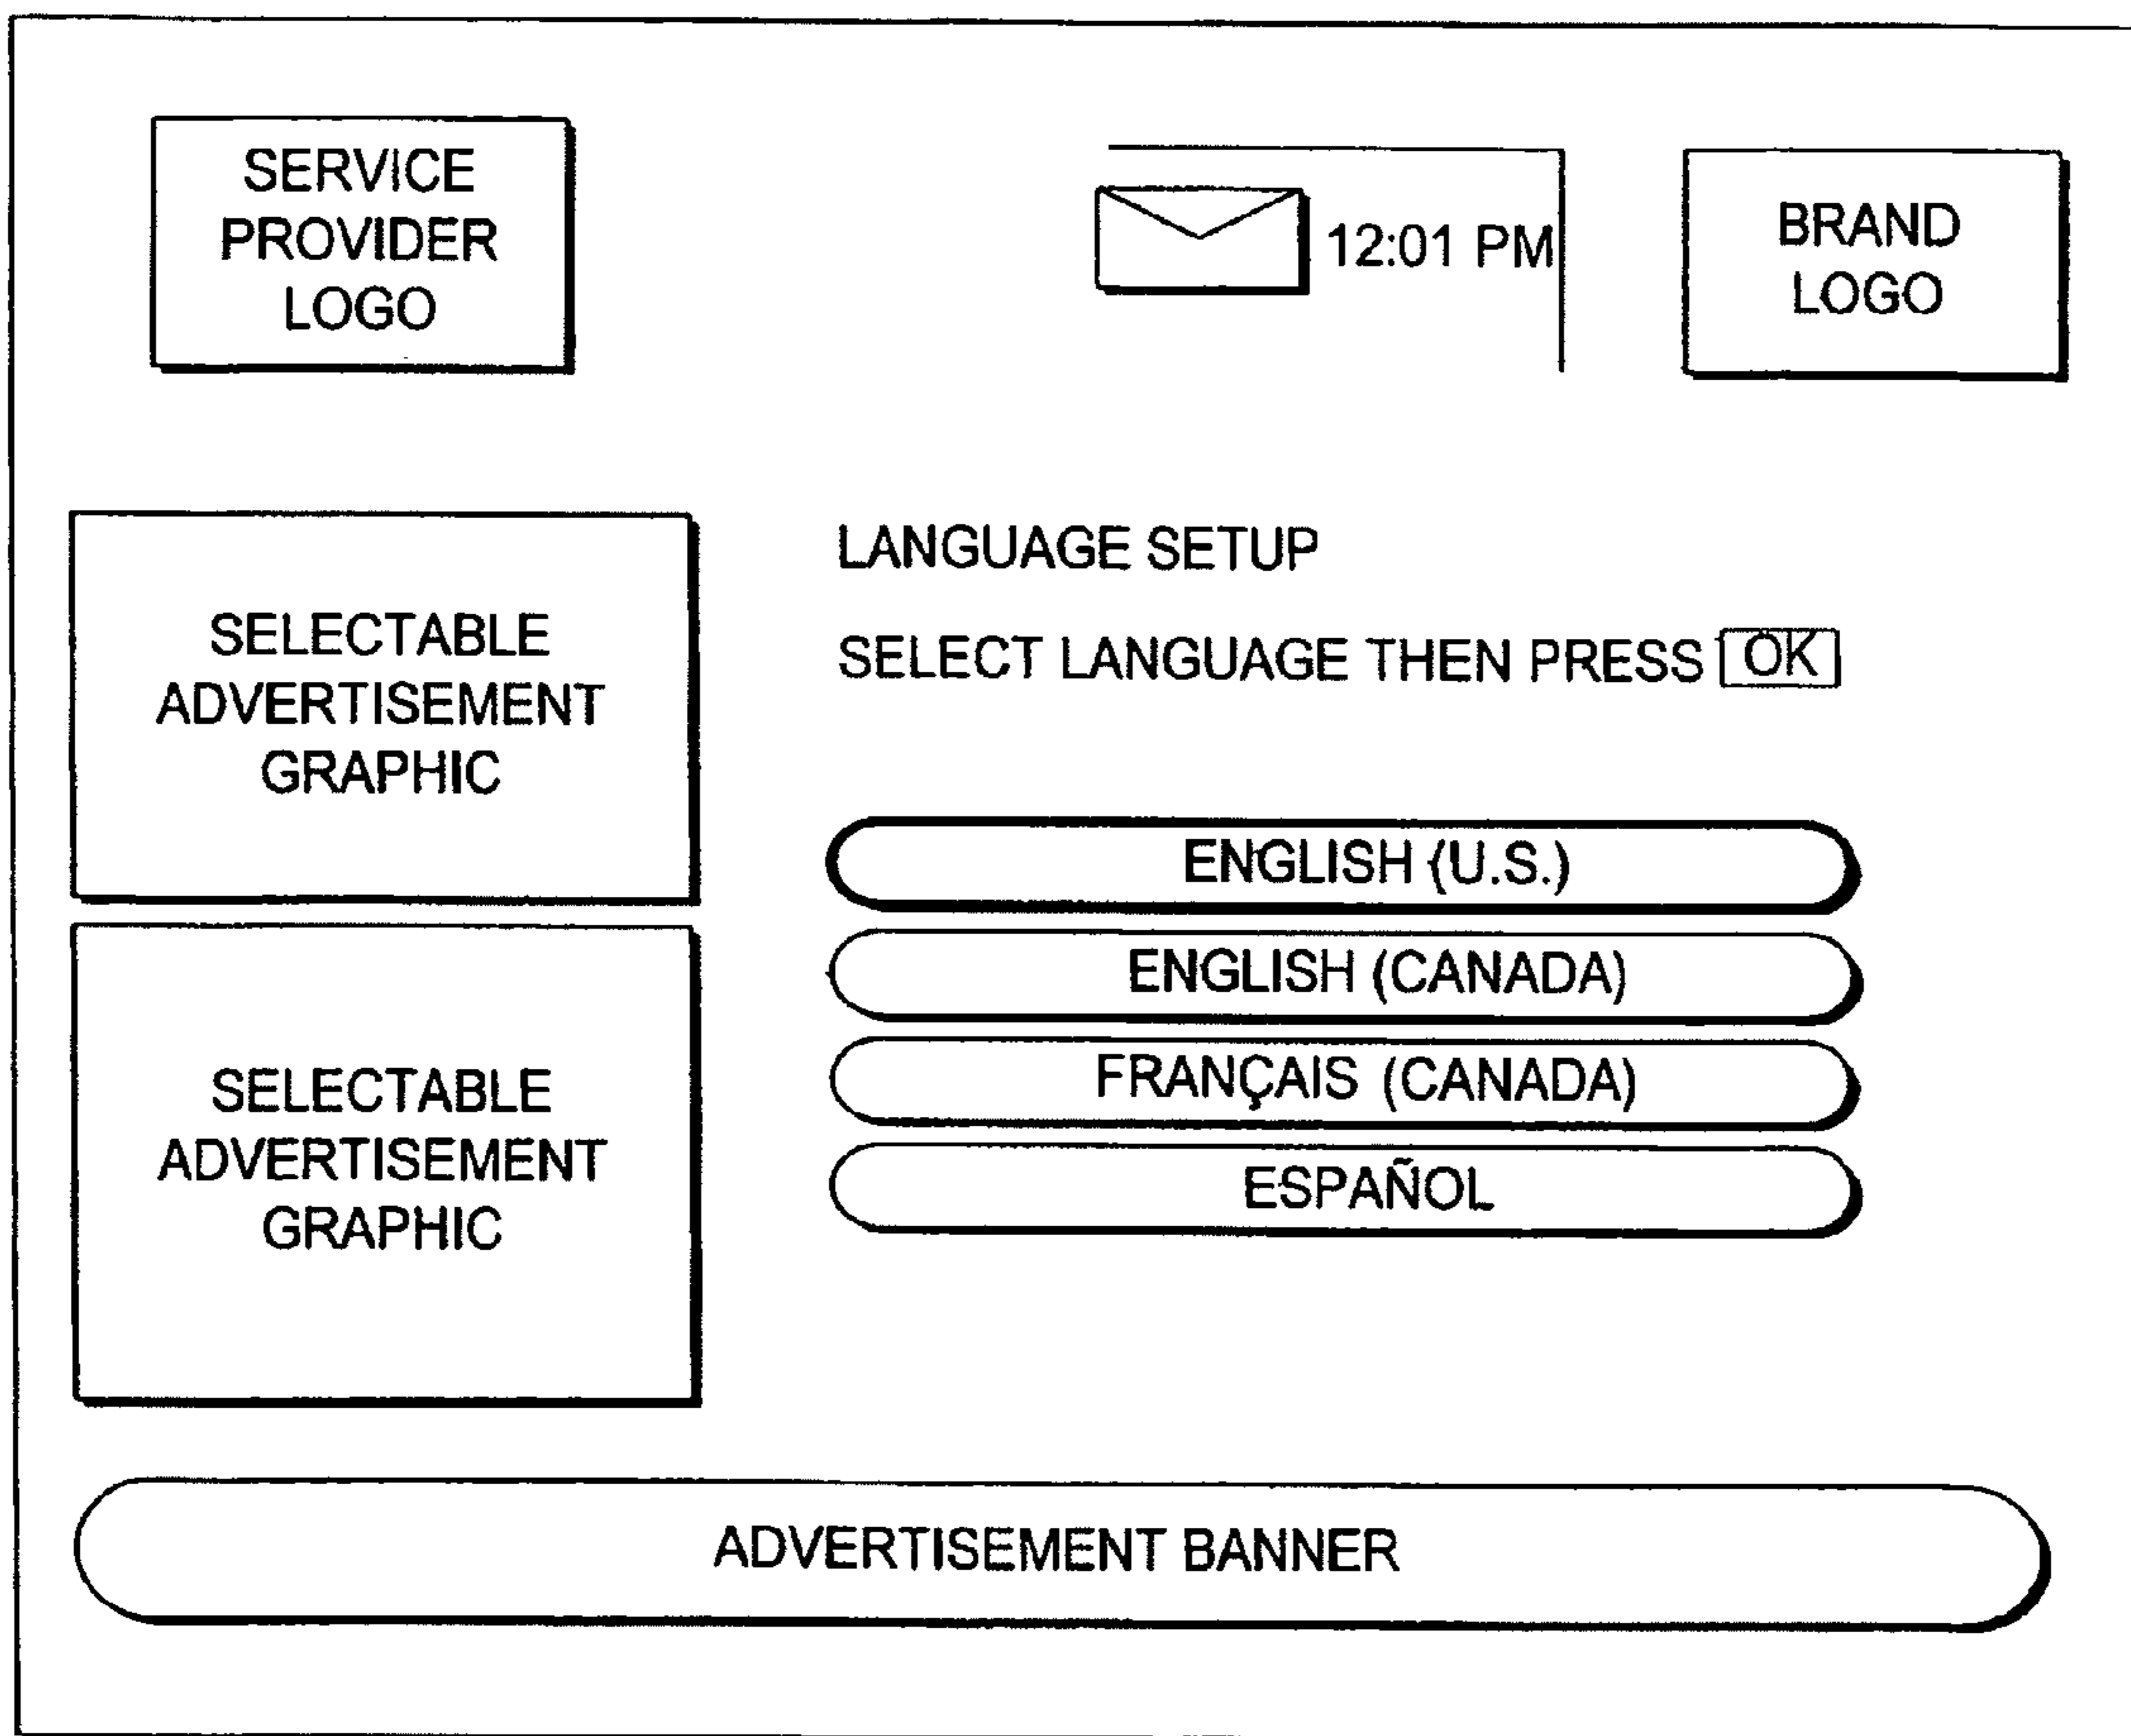 SERVICE
PROVIDER
LOGO
12:01 PM
BRAND
LOGO
SELECTABLE
ADVERTISEMENT
GRAPHIC
SELECTABLE
ADVERTISEMENT
GRAPHIC
LANGUAGE SETUP
SELECT LANGUAGE THEN PRESS OK
ENGLISH (U.S.)
ENGLISH (CANADA)
FRANÇAIS (CANADA)
ESPAÑOL
ADVERTISEMENT BANNER